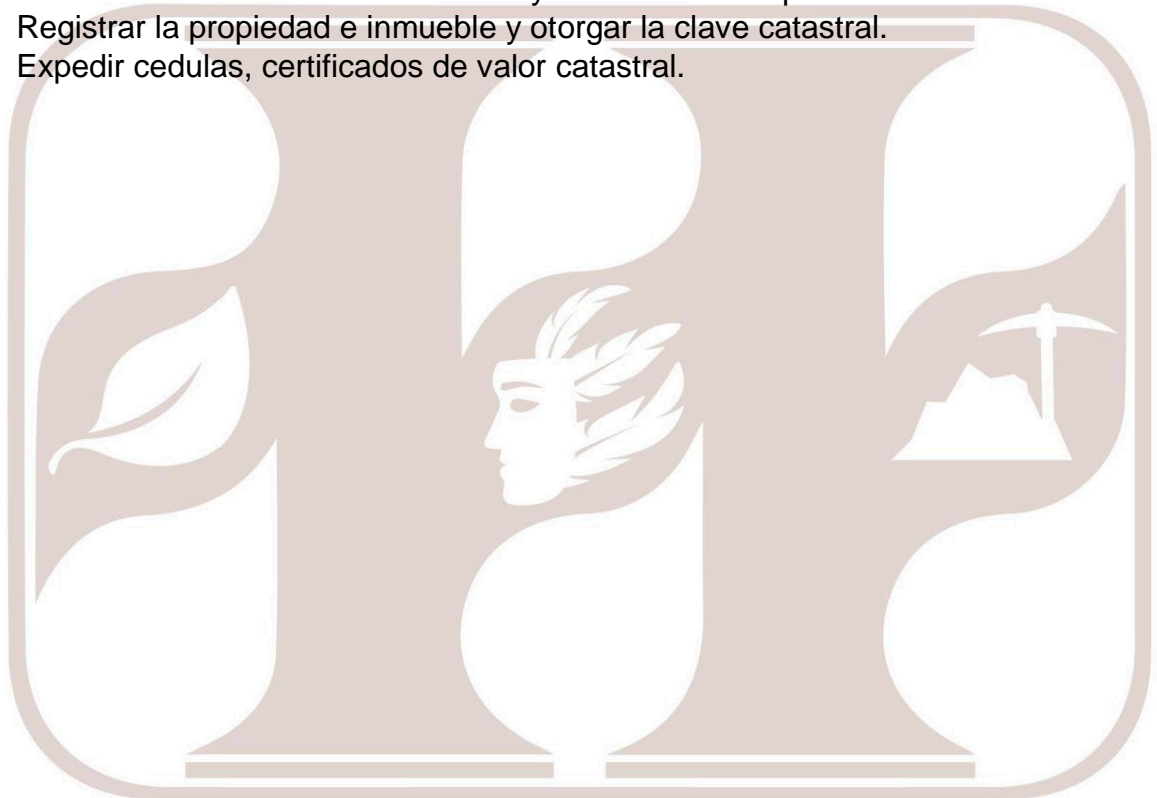 Registrar la propiedad e inmueble y otorgar la clave catastral.
Expedir cedulas, certificados de valor catastral.